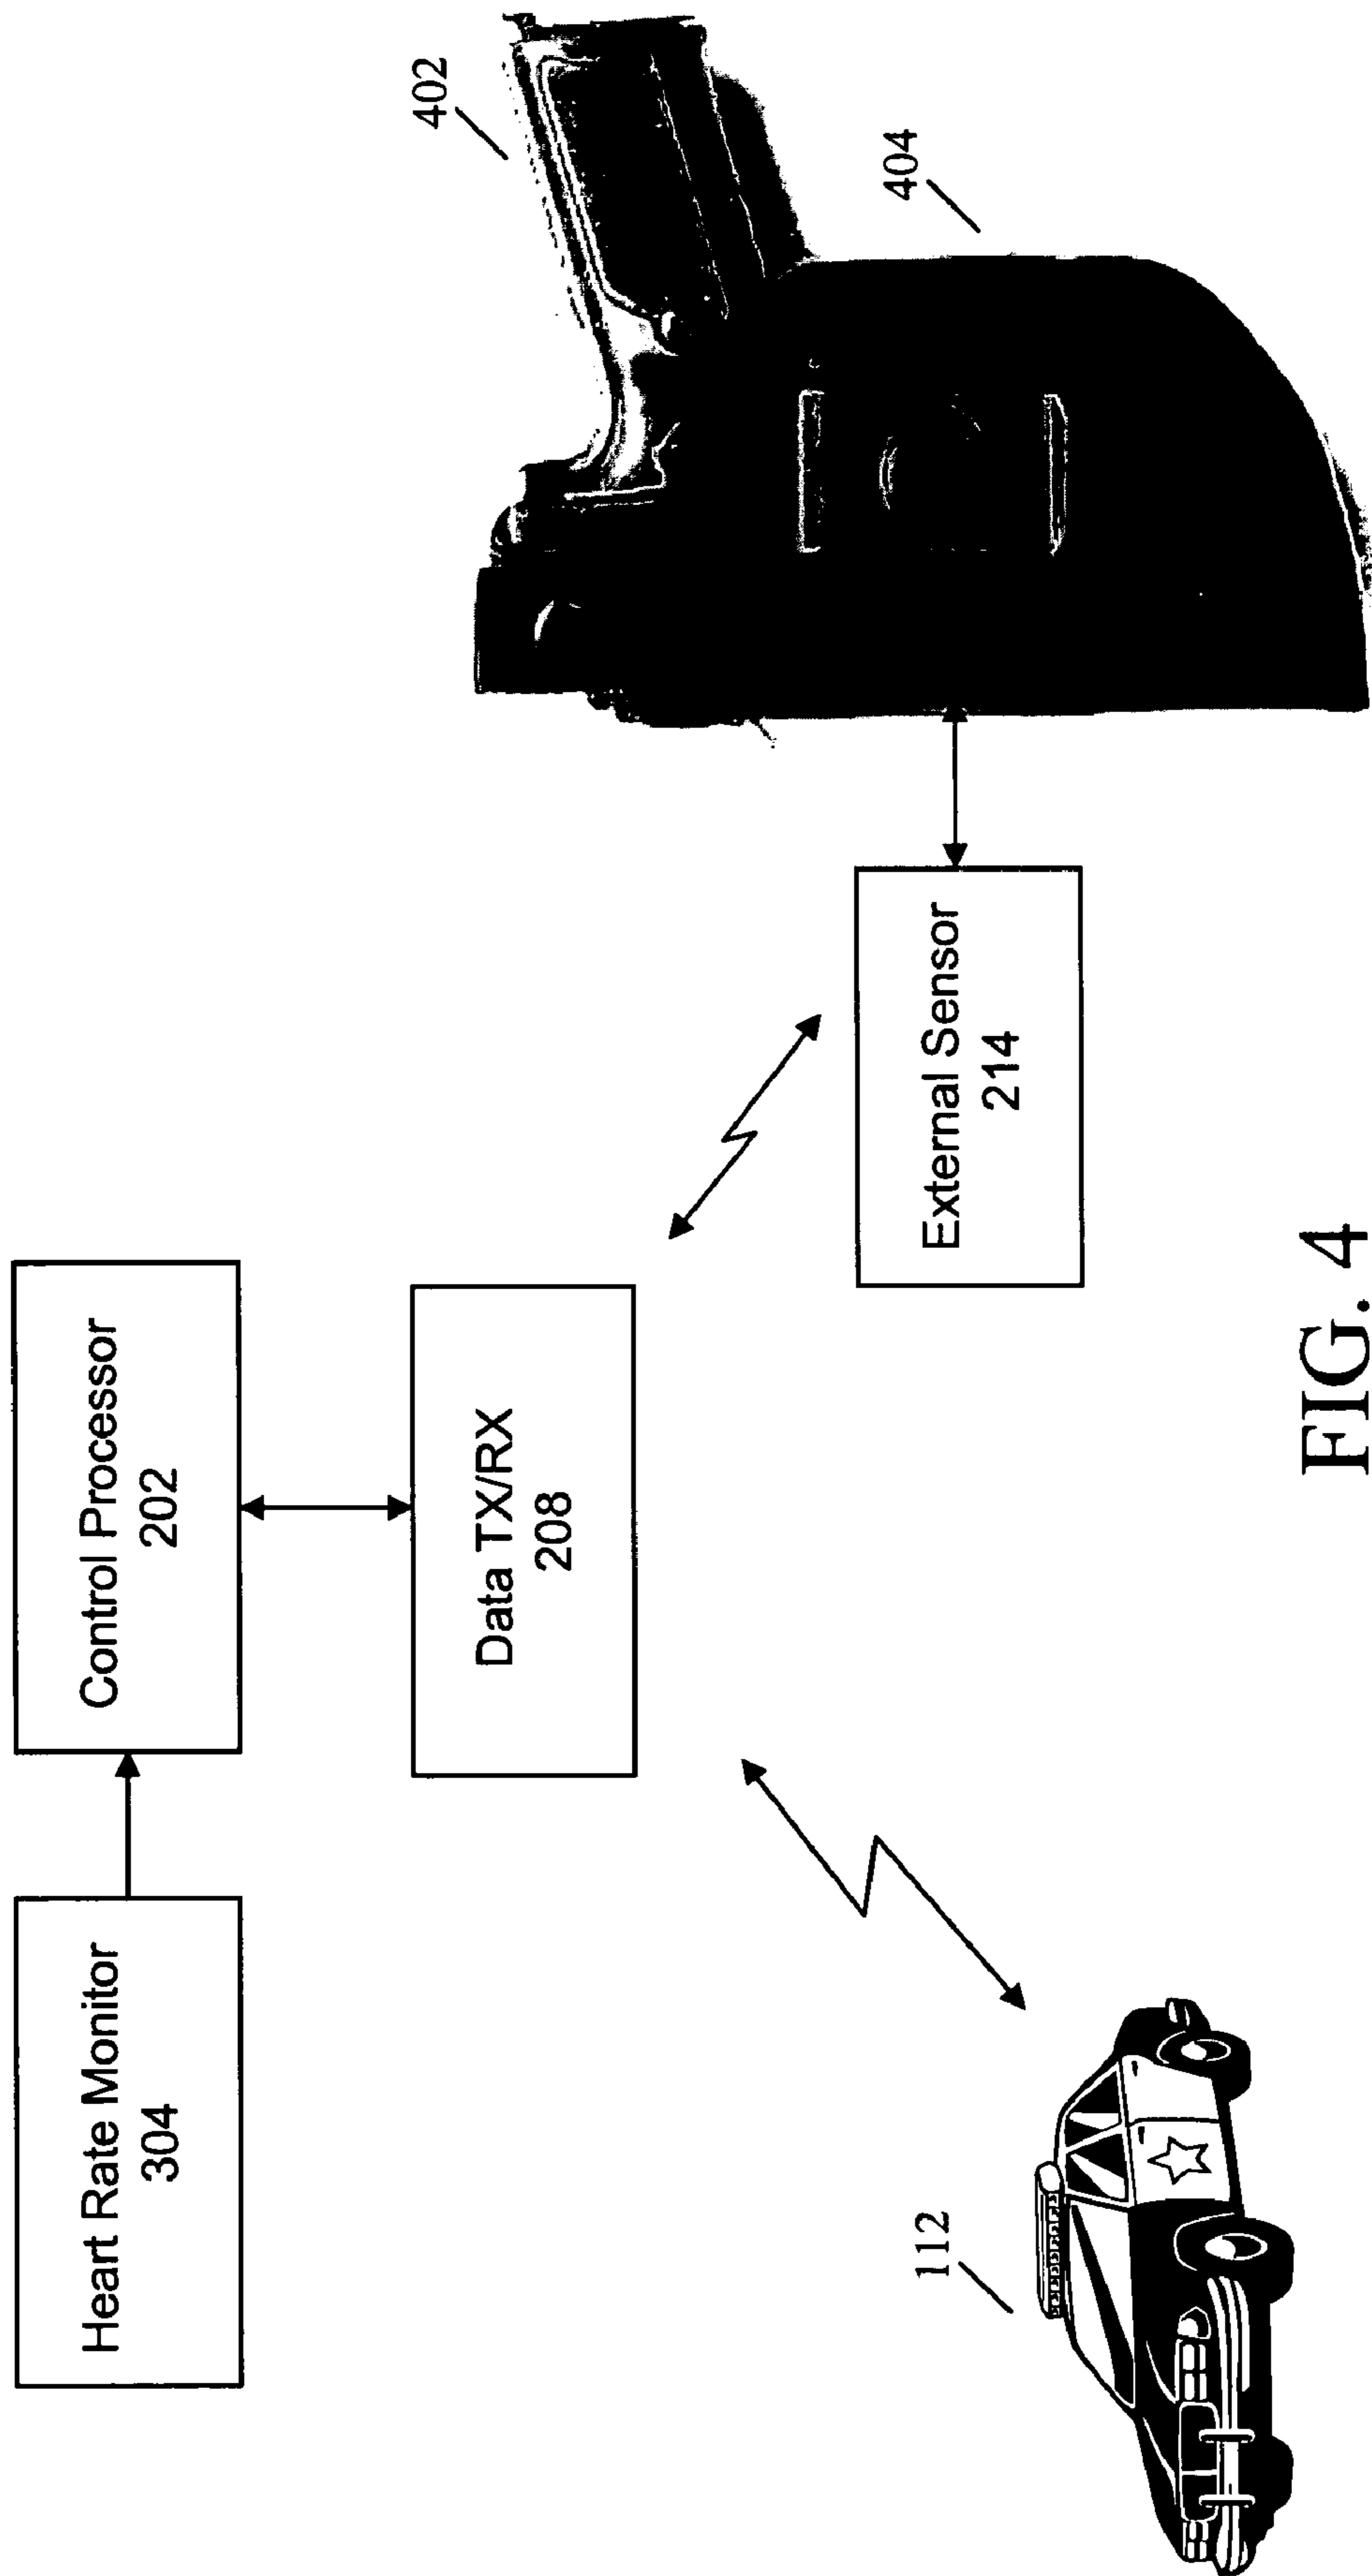 Heart Rate Monitor
304
Control Processor
202
Data TX/RX
208
External Sensor
214
402
404
112
FIG. 4